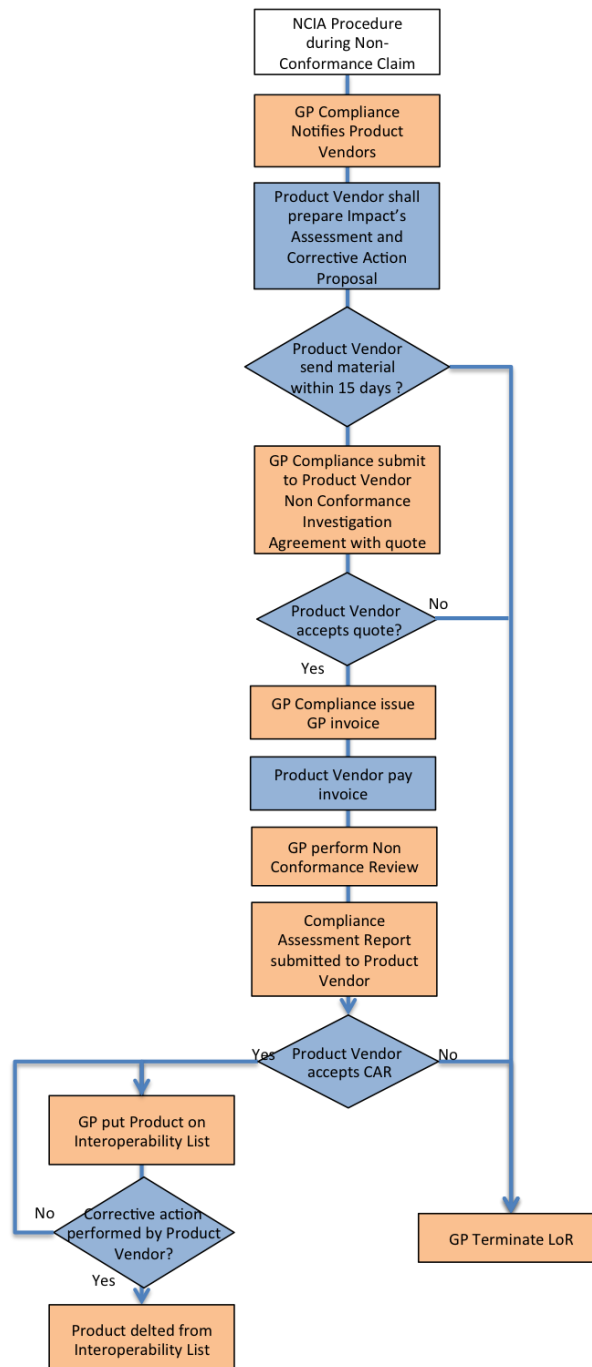 NCIA Procedure
during Non-
Conformance Claim
GP Compliance
Notifies Product
Vendors
Product Vendor shall
prepare Impact's
Assessment and
Corrective Action
Proposal
Product Vendor
send material
within 15 days ?
GP Compliance submit
to Product Vendor
Non Conformance
Investigation
Agreement with quote
Product Vendor
accepts quote?
No
Yes
GP Compliance issue
GP invoice
Product Vendor pay
invoice
GP perform Non
Conformance Review
Compliance
Assessment Report
submitted to Product
Vendor
Product Vendor
accepts CAR
Yes
No
GP put Product on
Interoperability List
Corrective action
performed by Product
Vendor?
No
Yes
GP Terminate LoR
Product delted from
Interoperability List